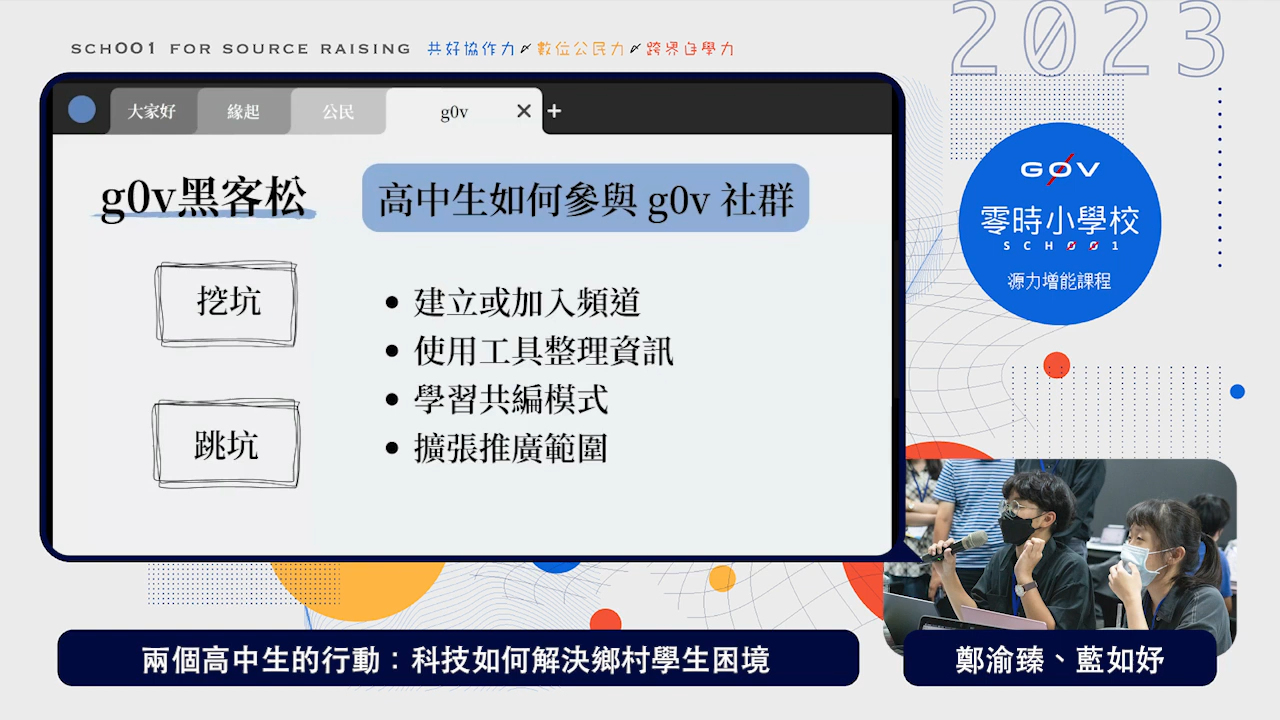 SCHOO1 FOR SOURCE RAISING 共好協作力 數位公民力 跨界自學力
2023
大家好 緣起 公民 g0v
g0v黑客松
高中生如何參與 g0v 社群
挖坑
跳坑
• 建立或加入頻道
• 使用工具整理資訊
• 學習共編模式
• 擴張推廣範圍
G0V
零時小學校
SCH001
源力增能課程
兩個高中生的行動：科技如何解決鄉村學生困境
鄭渝臻、藍如妤